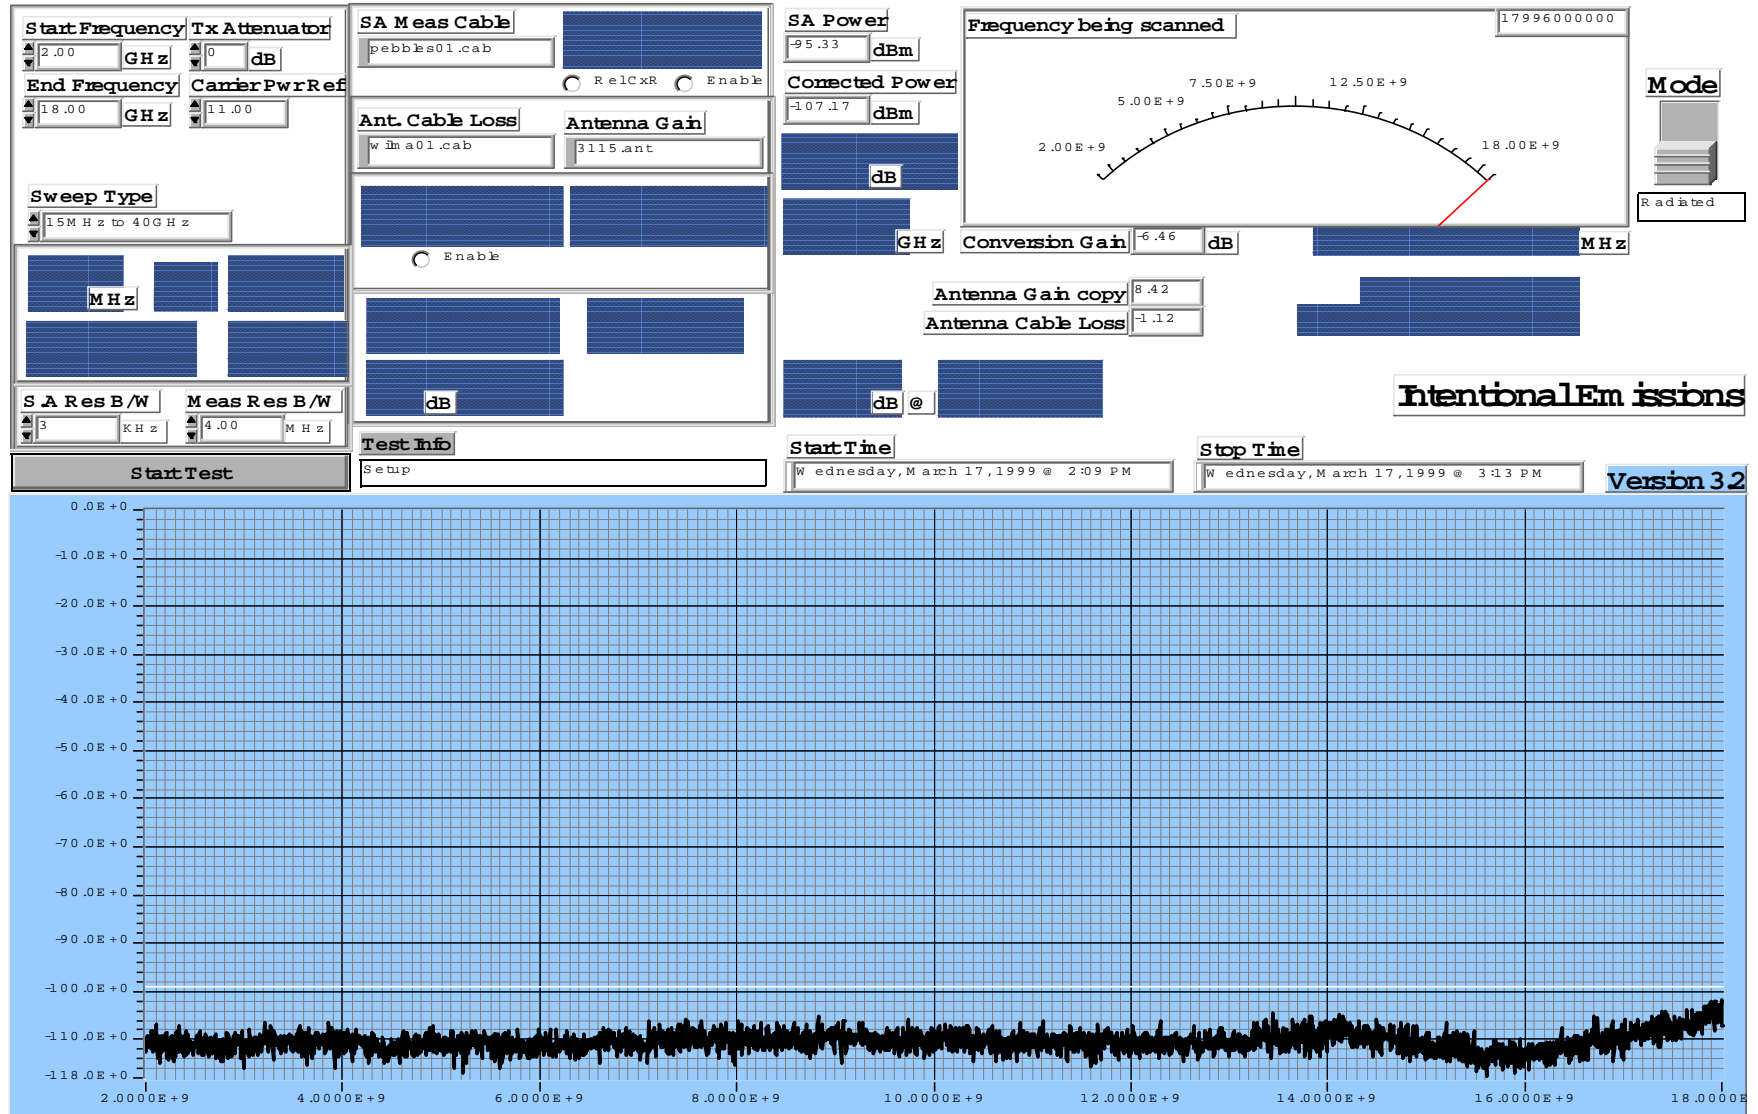 Start Frequency Tx Attenuator
2.00 GHz 0 dB
End Frequency Carrier Pwr Ref
18.00 GHz 11.00
Sweep Type
15MHz to 40GHz
MHz
S.A Res B/W Meas Res B/W
3 KHz 4.00 MHz
Start Test
SA Meas Cable
pebbles01.cab
RelCxR Enable
Ant. Cable Loss Antenna Gain
wilma01.cab 3115.ant
Enable
dB
Test Info
Setup
SA Power
-95.33 dBm
Corrected Power
-107.17 dBm
dB
GHz
dB @
Frequency being scanned 17996000000
2.00E+9 5.00E+9 7.50E+9 12.50E+9 18.00E+9
Conversion Gain -6.46 dB MHz
Antenna Gain copy 8.42
Antenna Cable Loss -1.12
Mode
Radiated
Intentional Emissions
Start Time
Wednesday, March 17, 1999 @ 2:09 PM
Stop Time
Wednesday, March 17, 1999 @ 3:13 PM
Version 3.2
0.0E+0
-10.0E+0
-20.0E+0
-30.0E+0
-40.0E+0
-50.0E+0
-60.0E+0
-70.0E+0
-80.0E+0
-90.0E+0
-100.0E+0
-110.0E+0
-118.0E+0
2.0000E+9 4.0000E+9 6.0000E+9 8.0000E+9 10.0000E+9 12.0000E+9 14.0000E+9 16.0000E+9 18.0000E